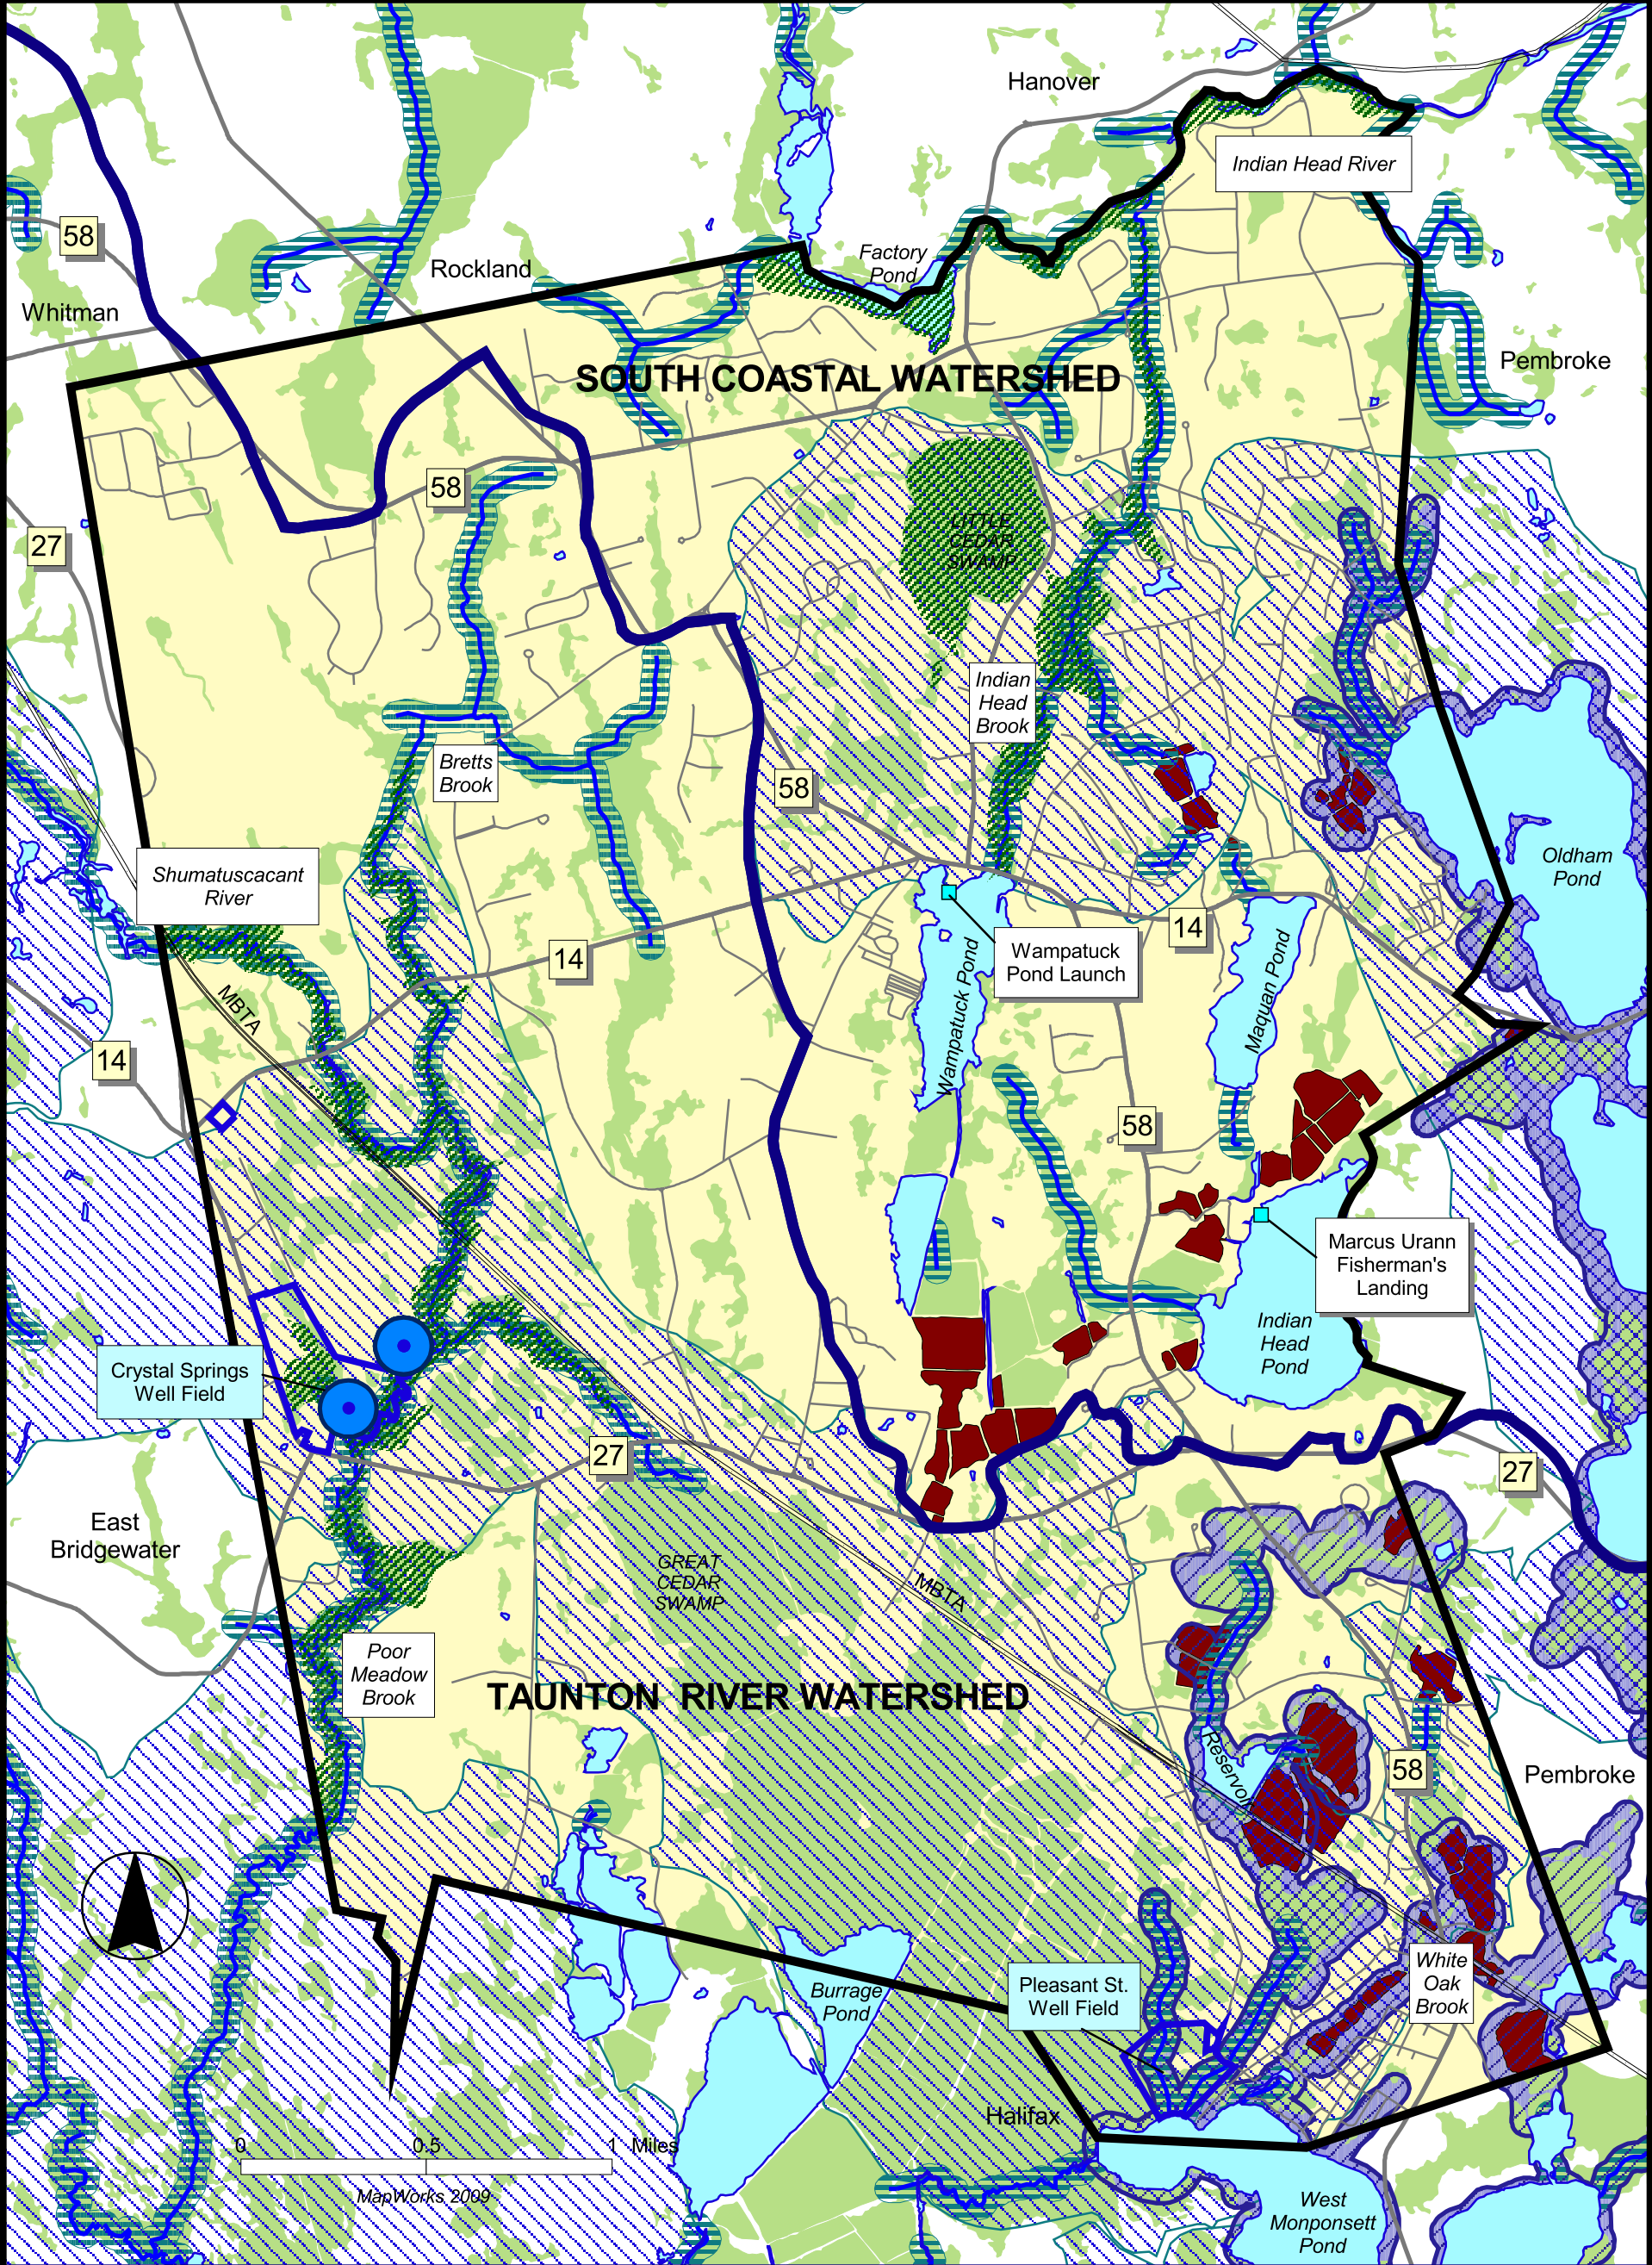 Hanover
Indian Head River
58
Rockland
Factory
Pond
Whitman
Pembroke
SOUTH COASTAL WATERSHED
58
27
LITTLE
CEDAR
SWAMP
Indian
Head
Brook
Bretts
Brook
58
Shumatuscacant
River
Oldham
Pond
14
14
Wampatuck
Pond Launch
Wampatuck Pond
Maquan Pond
MBTA
14
58
Marcus Urann
Fisherman's
Landing
Indian
Head
Pond
Crystal Springs
Well Field
27
27
East
Bridgewater
GREAT
CEDAR
SWAMP
MBTA
Poor
Meadow
Brook
TAUNTON RIVER WATERSHED
Reservoir
58
Pembroke
White
Oak
Brook
Burrage
Pond
Pleasant St.
Well Field
Halifax
0 0.5 1 Miles
MapWorks 2009
West
Monponsett
Pond